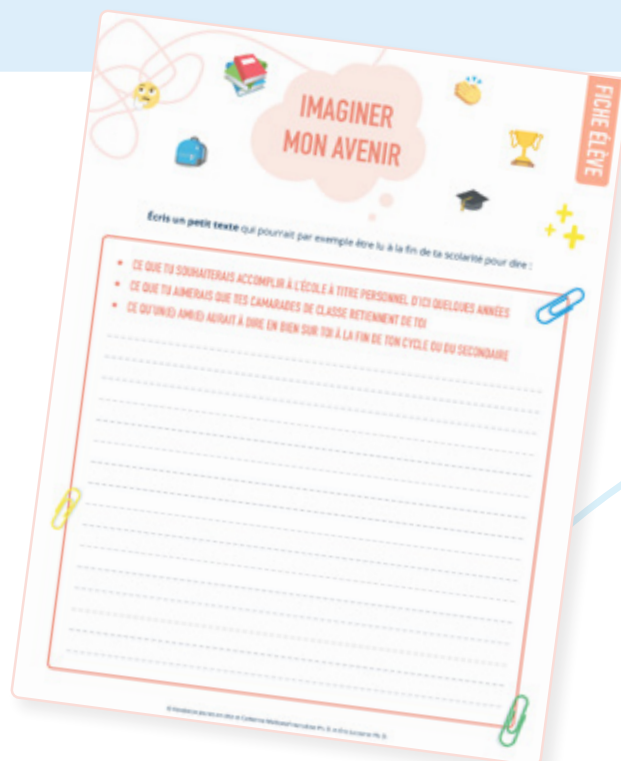 IMAGINER
MON AVENIR
FICHE ÉLÈVE
Écris un petit texte qui pourrait par exemple être lu à la fin de ta scolarité pour dire :
• CE QUE TU SOUHAITERAIS ACCOMPLIR À L'ÉCOLE À TITRE PERSONNEL D'ICI QUELQUES ANNÉES
• CE QUE TU AIMERAIS QUE TES CAMARADES DE CLASSE RETIENNENT DE TOI
• CE QU'UN(E) AMI(E) AURAIT À DIRE EN BIEN SUR TOI À LA FIN DE TON CYCLE OU DU SECONDAIRE